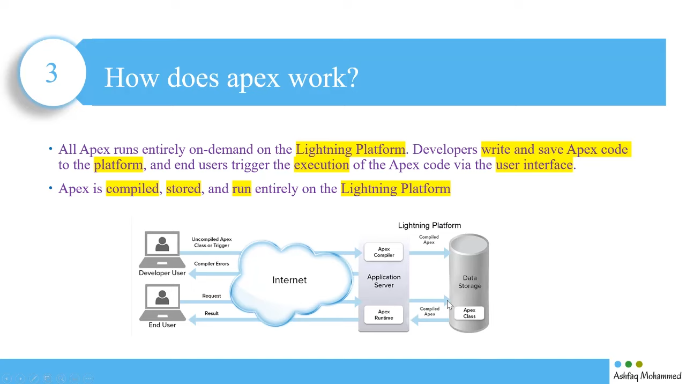 3
How does apex work?
• All Apex runs entirely on-demand on the Lightning Platform. Developers write and save Apex code
to the platform, and end users trigger the execution of the Apex code via the user interface.
• Apex is compiled, stored, and run entirely on the Lightning Platform
Lightning Platform
Uncompiled Apex
Class or Trigger
Compiler Errors
Developer User
Request
Result
End User
Internet
Apex
Compiler
Application
Server
Apex
Runtime
Compiled
Apex
Compiled
Apex
Data
Storage
Apex
Class
Ashfaq Mohammed